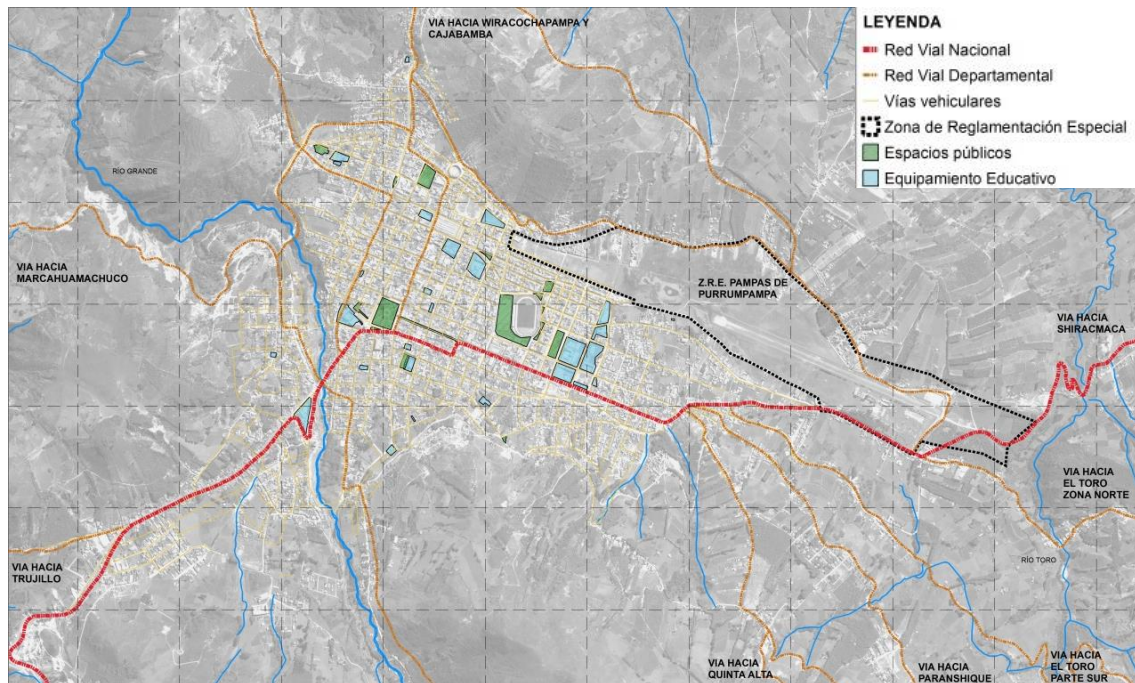 VIA HACIA WIRACOCHAPAMPA Y
CAJABAMBA
LEYENDA
Red Vial Nacional
Red Vial Departamental
Vías vehiculares
Zona de Reglamentación Especial
Espacios públicos
Equipamiento Educativo
RÍO GRANDE
VIA HACIA
MARCAHUAMACHUCO
Z.R.E. PAMPAS DE
PURRUMPAMPA
VIA HACIA
SHIRACMACA
VIA HACIA
EL TORO
ZONA NORTE
RÍO TORO
VIA HACIA
TRUJILLO
VIA HACIA
QUINTA ALTA
VIA HACIA
PARANSHIQUE
VIA HACIA
EL TORO
PARTE SUR